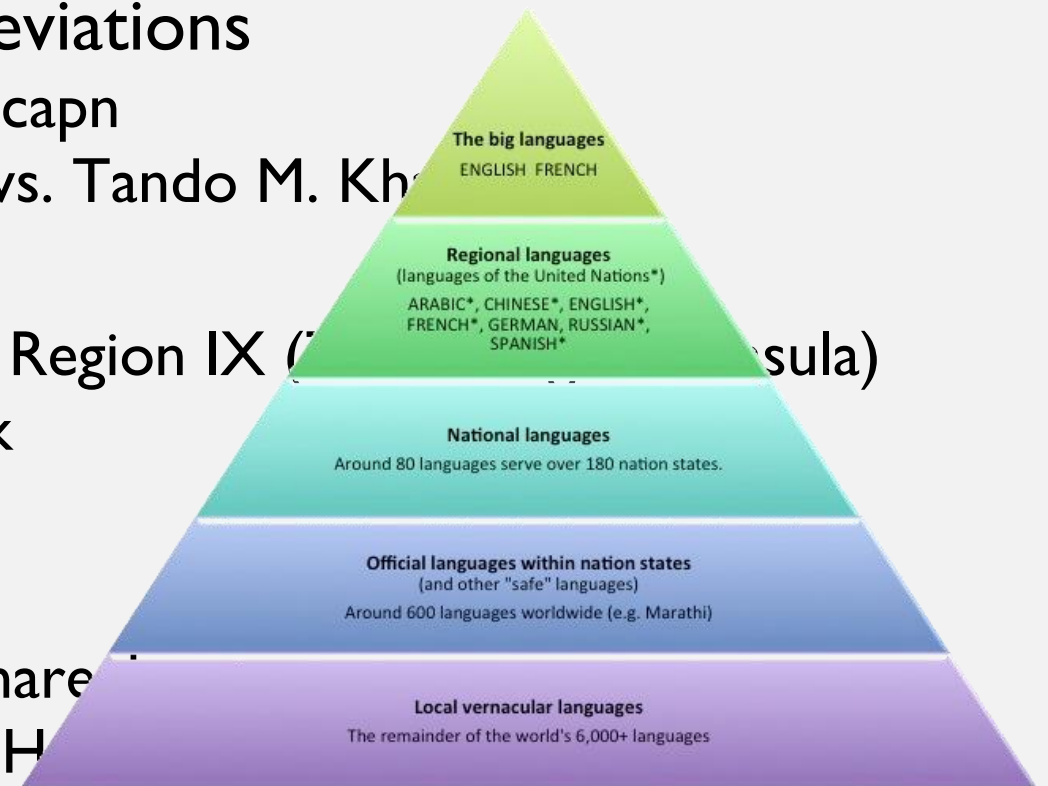 eviations
capn
vs. Tando M.
Region IX
sula)
The big languages
ENGLISH FRENCH
Regional languages
(languages of the United Nations*)
ARABIC*, CHINESE*, ENGLISH*,
FRENCH*, GERMAN, RUSSIAN*,
SPANISH*
National languages
Around 80 languages serve over 180 nation states.
Official languages within nation states
(and other "safe" languages)
Around 600 languages worldwide (e.g. Marathi)
Local vernacular languages
The remainder of the world's 6,000+ languages